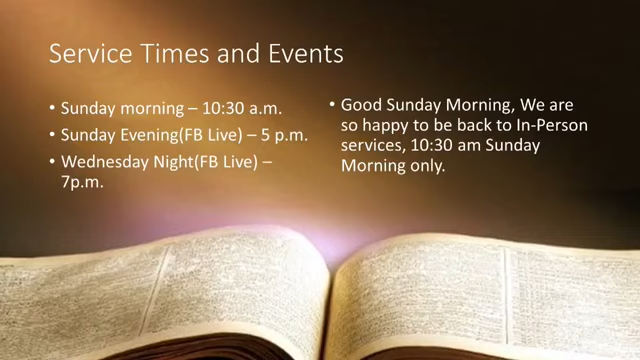 Service Times and Events
• Sunday morning – 10:30 a.m.
• Sunday Evening(FB Live) – 5 p.m.
• Wednesday Night(FB Live) –
7p.m.
• Good Sunday Morning, We are
so happy to be back to In-Person
services, 10:30 am Sunday
Morning only.